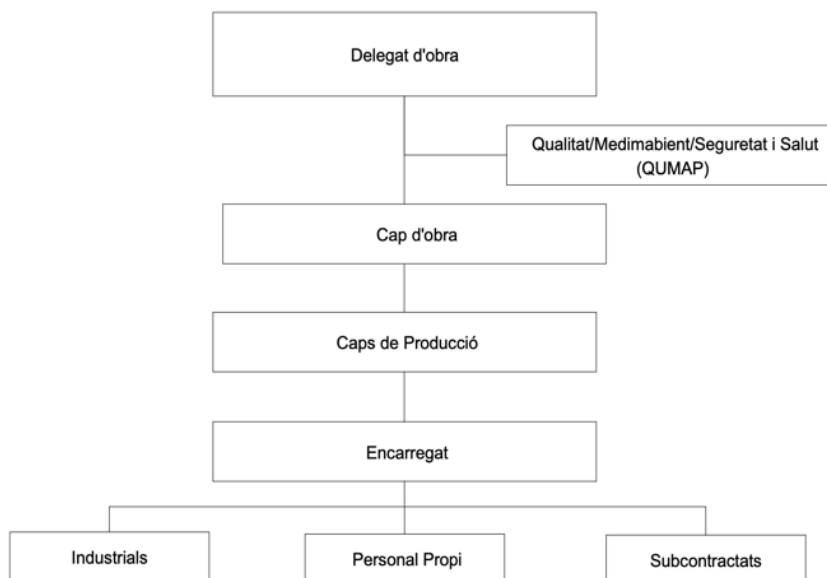 Delegat d'obra
Qualitat/Medimabient/Seguretat i Salut
(QUMAP)
Cap d'obra
Caps de Producció
Encarregat
Industrials
Personal Propi
Subcontractats